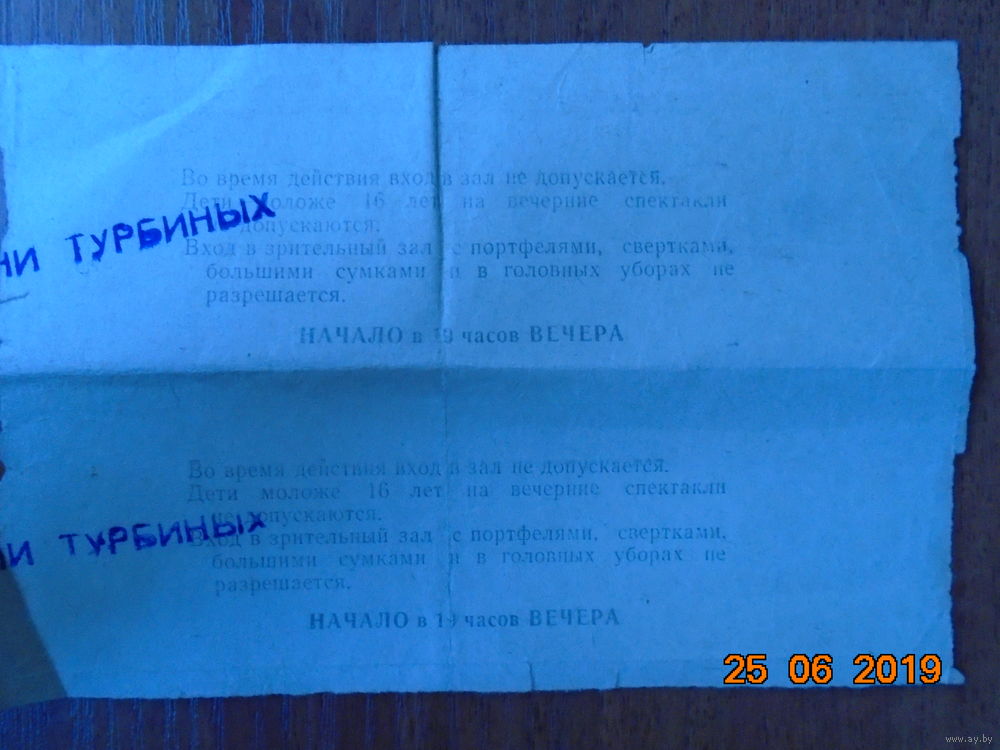 Во время действия вход в зал не допускается.
Дети моложе 16 лет на вечерние спектакли
допускаются.
Вход в зрительный зал с портфелями, свертками,
большими сумками и в головных уборах не
разрешается.
НИ ТУРБИНЫХ
НАЧАЛО в 19 часов ВЕЧЕРА
Во время действия вход в зал не допускается.
Дети моложе 16 лет на вечерние спектакли
не допускаются.
Вход в зрительный зал с портфелями, свертками,
большими сумками и в головных уборах не
разрешается.
НИ ТУРБИНЫХ
НАЧАЛО в 19 часов ВЕЧЕРА
25 06 2019
www.ay.by